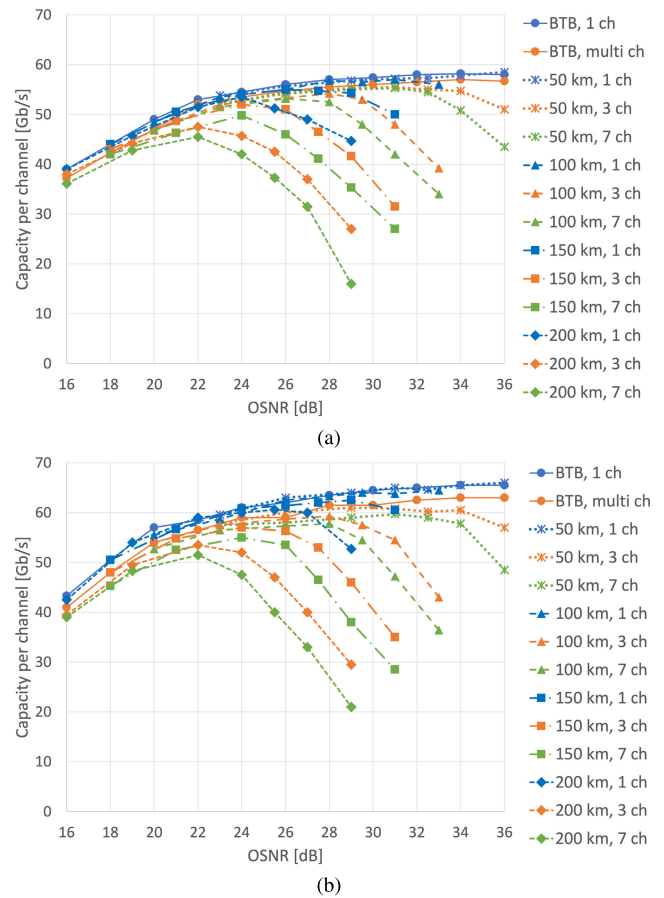 70
60
50
40
30
20
10
0
Capacity per channel [Gb/s]
16 18 20 22 24 26 28 30 32 34 36
OSNR [dB]
BTB, 1 ch
BTB, multi ch
50 km, 1 ch
50 km, 3 ch
50 km, 7 ch
100 km, 1 ch
100 km, 3 ch
100 km, 7 ch
150 km, 1 ch
150 km, 3 ch
150 km, 7 ch
200 km, 1 ch
200 km, 3 ch
200 km, 7 ch
(a)
70
60
50
40
30
20
10
0
Capacity per channel [Gb/s]
16 18 20 22 24 26 28 30 32 34 36
OSNR [dB]
BTB, 1 ch
BTB, multi ch
50 km, 1 ch
50 km, 3 ch
50 km, 7 ch
100 km, 1 ch
100 km, 3 ch
100 km, 7 ch
150 km, 1 ch
150 km, 3 ch
150 km, 7 ch
200 km, 1 ch
200 km, 3 ch
200 km, 7 ch
(b)